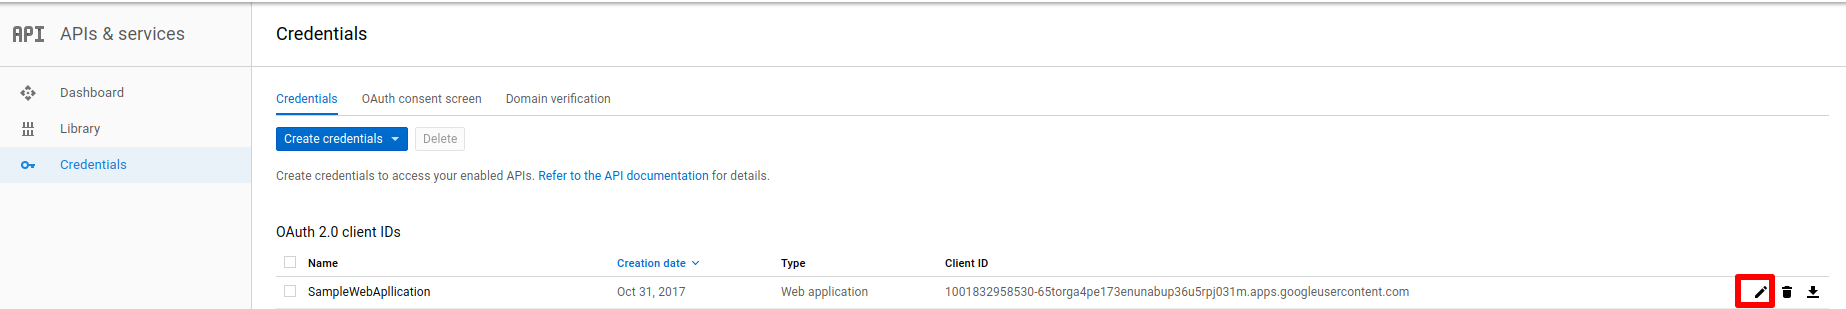 API APIs & services
Credentials
Dashboard
Library
Credentials
Credentials OAuth consent screen Domain verification
Create credentials Delete
Create credentials to access your enabled APIs. Refer to the API documentation for details.
OAuth 2.0 client IDs
Name Creation date Type Client ID
SampleWebApllication Oct 31, 2017 Web application 1001832958530-65torga4pe173enunabup36u5rpj031m.apps.googleusercontent.com